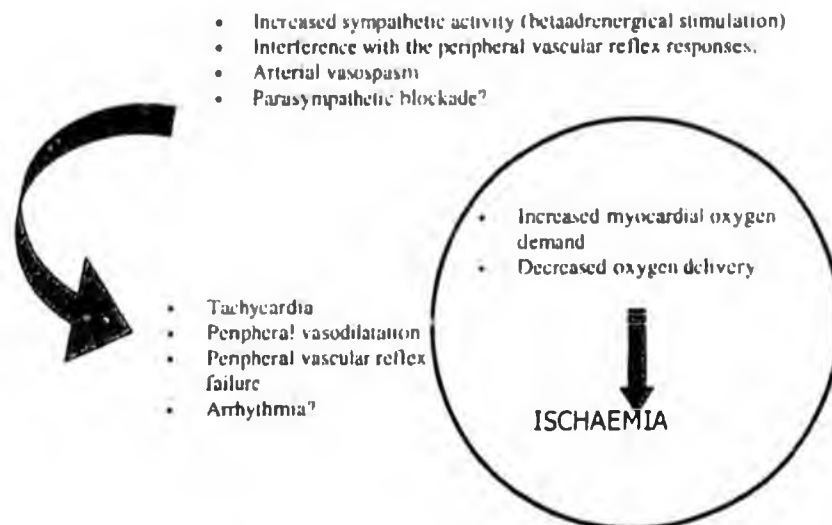 • Increased sympathetic activity (betaadrenergical stimulation)
• Interference with the peripheral vascular reflex responses.
• Arterial vasospasm
• Parasympathetic blockade?
• Increased myocardial oxygen
demand
• Decreased oxygen delivery
• Tachycardia
• Peripheral vasodilatation
• Peripheral vascular reflex
failure
• Arrhythmia?
ISCHAEMIA